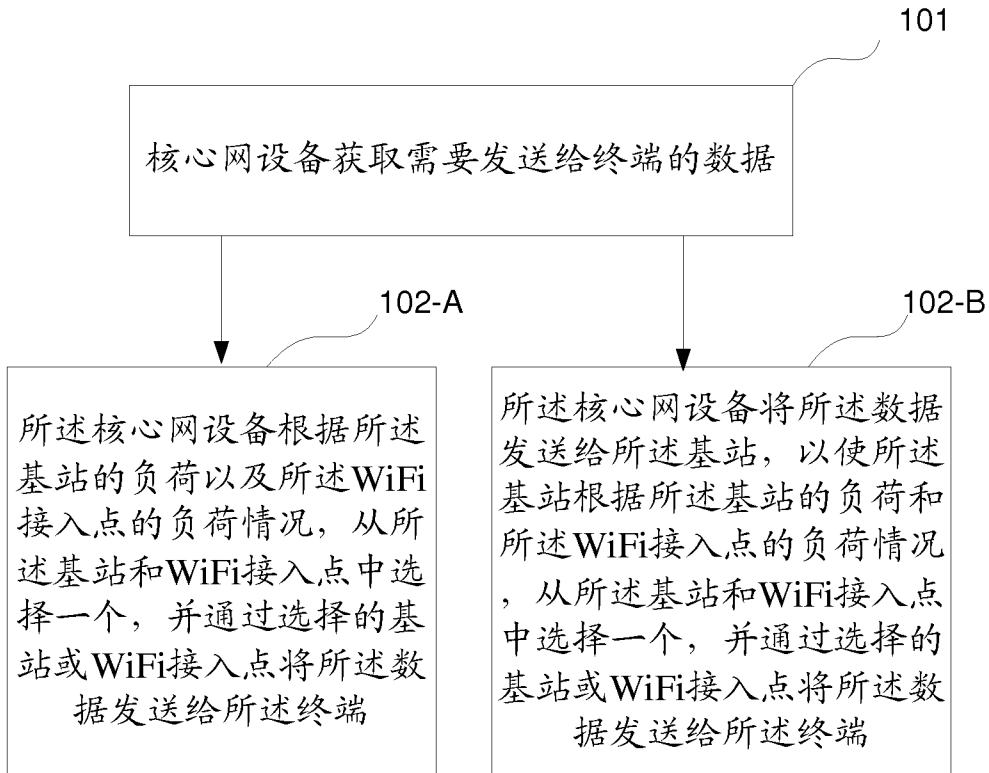 101
核心网设备获取需要发送给终端的数据
102-A
102-B
所述核心网设备根据所述
基站的负荷以及所述WiFi
接入点的负荷情况，从所
述基站和WiFi接入点中选
择一个，并通过选择的基
站或WiFi接入点将所述数
据发送给所述终端
所述核心网设备将所述数据
发送给所述基站，以使所述
基站根据所述基站的负荷和
所述WiFi接入点的负荷情况
，从所述基站和WiFi接入点
中选择一个，并通过选择的
基站或WiFi接入点将所述数
据发送给所述终端